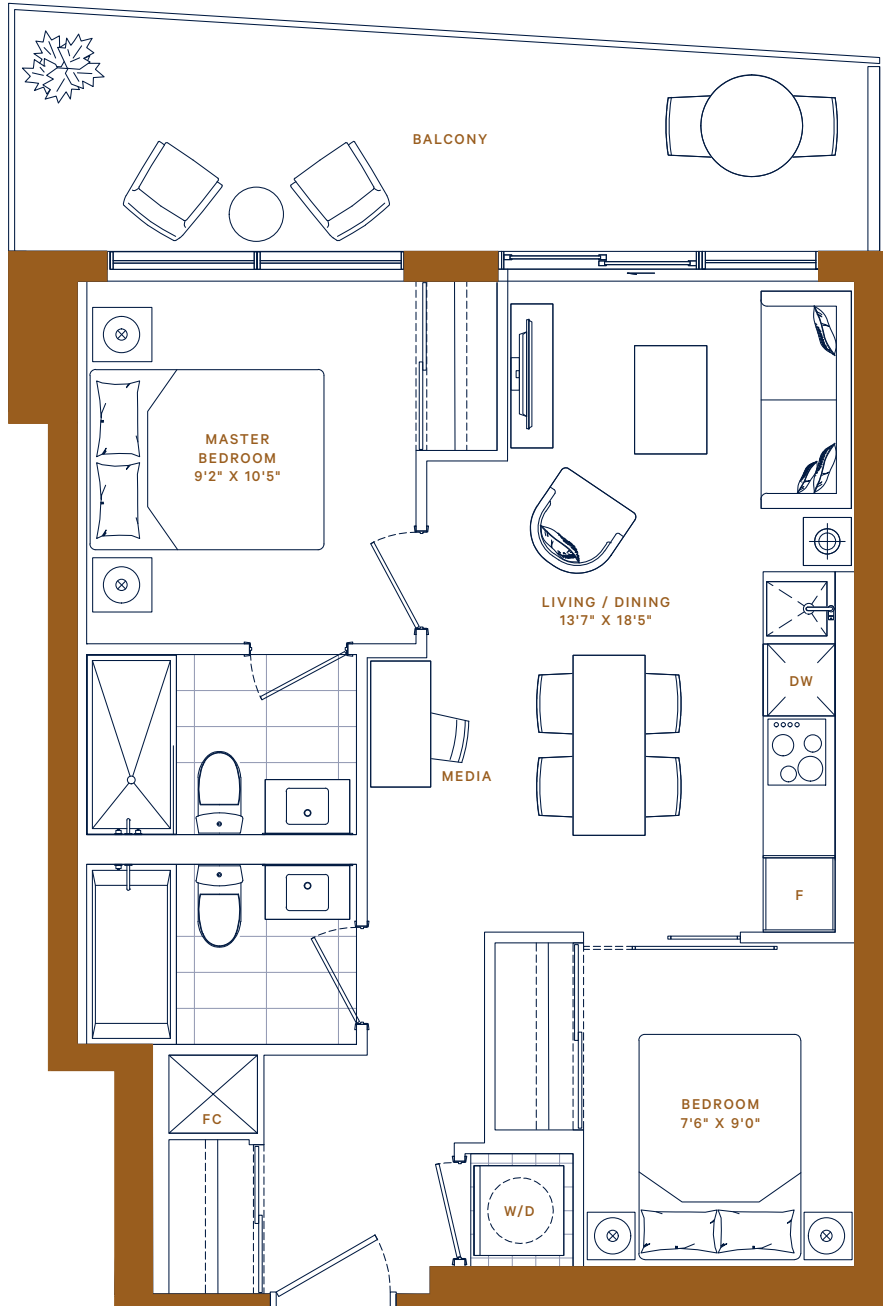 BALCONY
MASTER
BEDROOM
9'2" X 10'5"
LIVING / DINING
13'7" X 18'5"
DW
MEDIA
F
BEDROOM
7'6" X 9'0"
FC
W/D